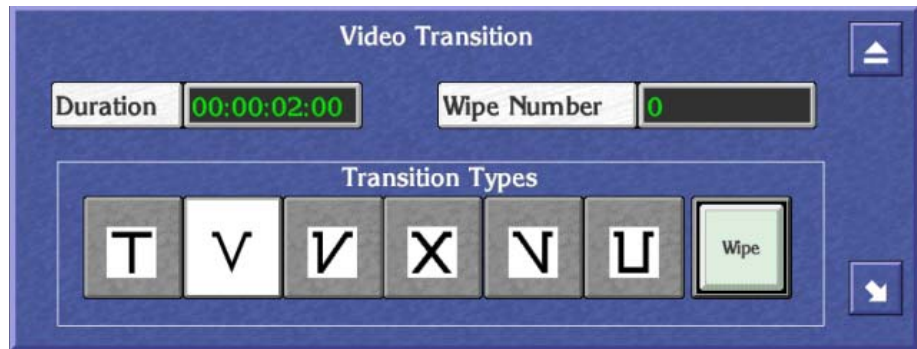 Video Transition
Duration 00:00:02:00 Wipe Number 0
Transition Types
Wipe